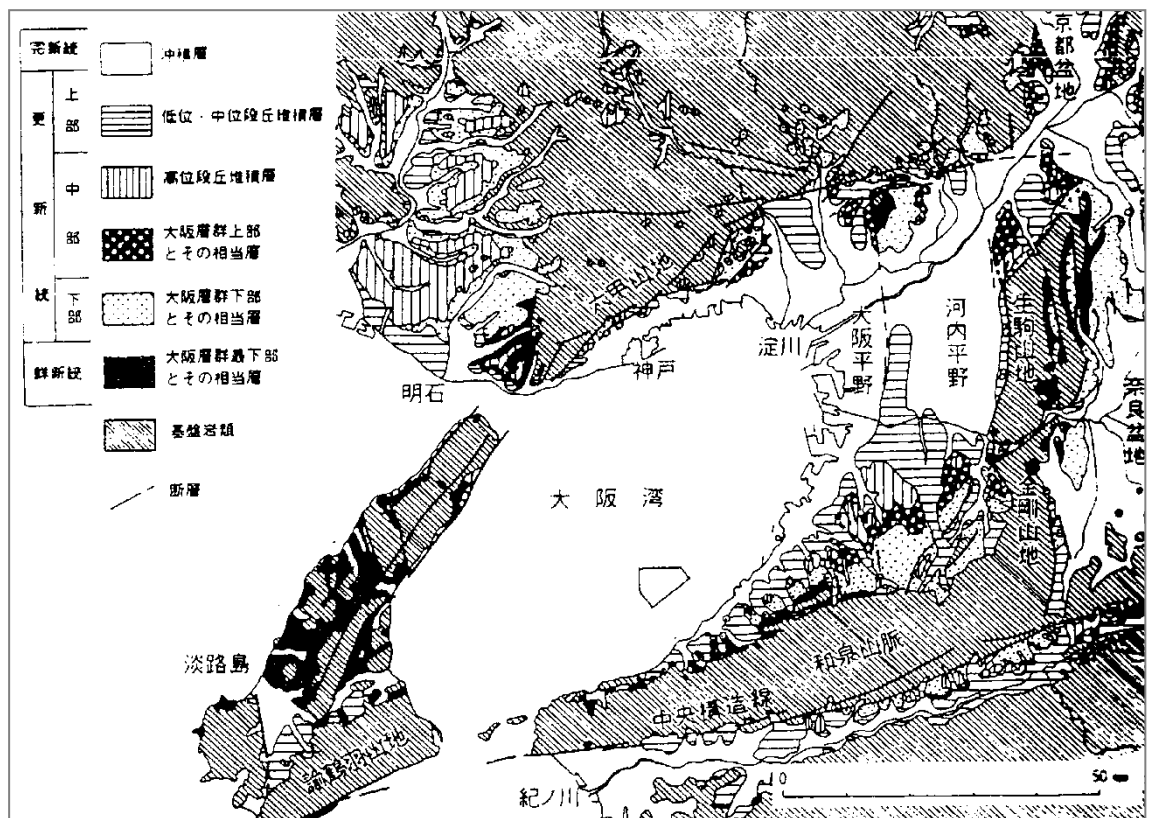 完新統
沖積層
更新統
上部
低位・中位段丘堆積層
中部
高位段丘堆積層
大阪層群上部
とその相当層
下部
大阪層群下部
とその相当層
鮮新統
大阪層群最下部
とその相当層
基盤岩類
断層
京都盆地
六甲山地
神戸
淀川
大阪平野
河内平野
生駒山地
奈良盆地
明石
大阪湾
金剛山地
淡路島
和泉山脈
中央構造線
諭鶴羽山地
紀ノ川
0
50